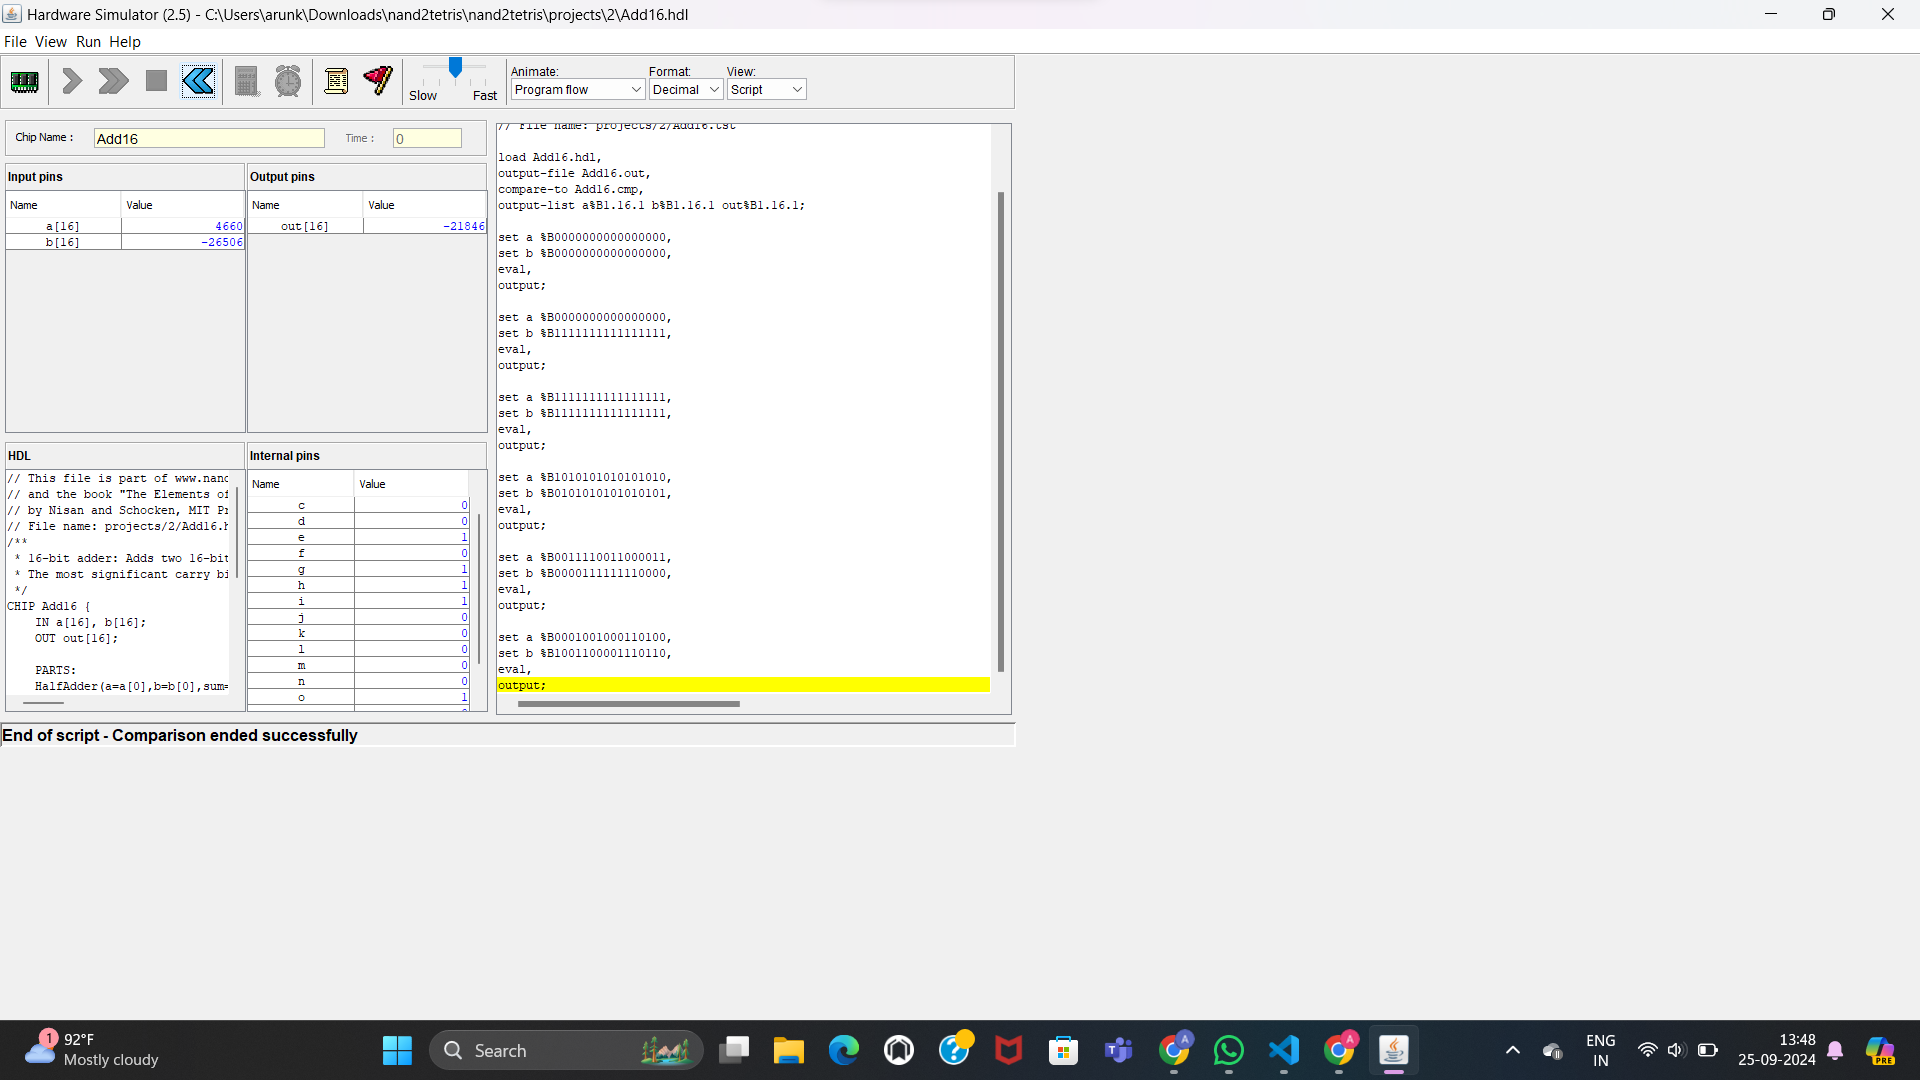 Hardware Simulator (2.5) - C:\Users\arunk\Downloads\nand2tetris\nand2tetris\projects\2\Add16.hdl
File View Run Help
Animate: Format: View:
Slow Fast Program flow Decimal Script
Chip Name : Add16 Time : 0
Input pins Output pins
Name Value Name Value
a[16] 4660 out[16] -21846
b[16] -26506
// File name: projects/2/Add16.tst
load Add16.hdl,
output-file Add16.out,
compare-to Add16.cmp,
output-list a%B1.16.1 b%B1.16.1 out%B1.16.1;
set a %B0000000000000000,
set b %B0000000000000000,
eval,
output;
set a %B0000000000000000,
set b %B1111111111111111,
eval,
output;
set a %B1111111111111111,
set b %B1111111111111111,
eval,
output;
set a %B1010101010101010,
set b %B0101010101010101,
eval,
output;
set a %B0011110011000011,
set b %B0000111111110000,
eval,
output;
set a %B0001001000110100,
set b %B1001100001110110,
eval,
output;
HDL
// This file is part of www.nand
// and the book "The Elements of
// by Nisan and Schocken, MIT Pr
// File name: projects/2/Add16.h
/**
* 16-bit adder: Adds two 16-bit
* The most significant carry bi
*/
CHIP Add16 {
IN a[16], b[16];
OUT out[16];
PARTS:
HalfAdder(a=a[0],b=b[0],sum=
Internal pins
Name Value
c 0
d 0
e 1
f 0
g 1
h 1
i 1
j 0
k 0
l 0
m 0
n 0
o 1
End of script - Comparison ended successfully
1
92°F
Mostly cloudy
Search
A
A
ENG
IN
13:48
25-09-2024
PRE